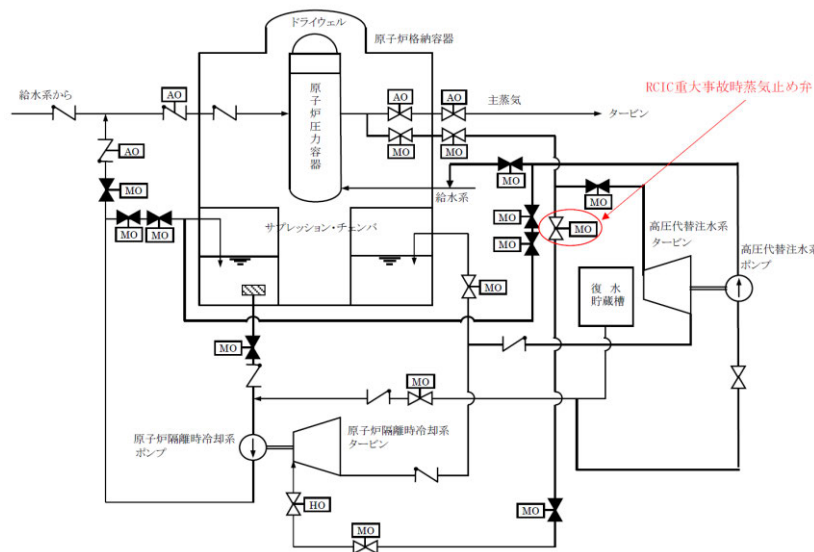 ドライウェル
原子炉格納容器
RCIC重大事故時蒸気止め弁
給水系から
AO
原子炉圧力容器
AO
AO
主蒸気
タービン
AO
MO
MO
MO
MO
MO
給水系
MO
MO
MO
サプレッション・チェンバ
MO
MO
MO
高圧代替注水系
タービン
高圧代替注水系
ポンプ
MO
復水
貯蔵槽
MO
MO
原子炉隔離時冷却系
ポンプ
原子炉隔離時冷却系
タービン
HO
MO
MO